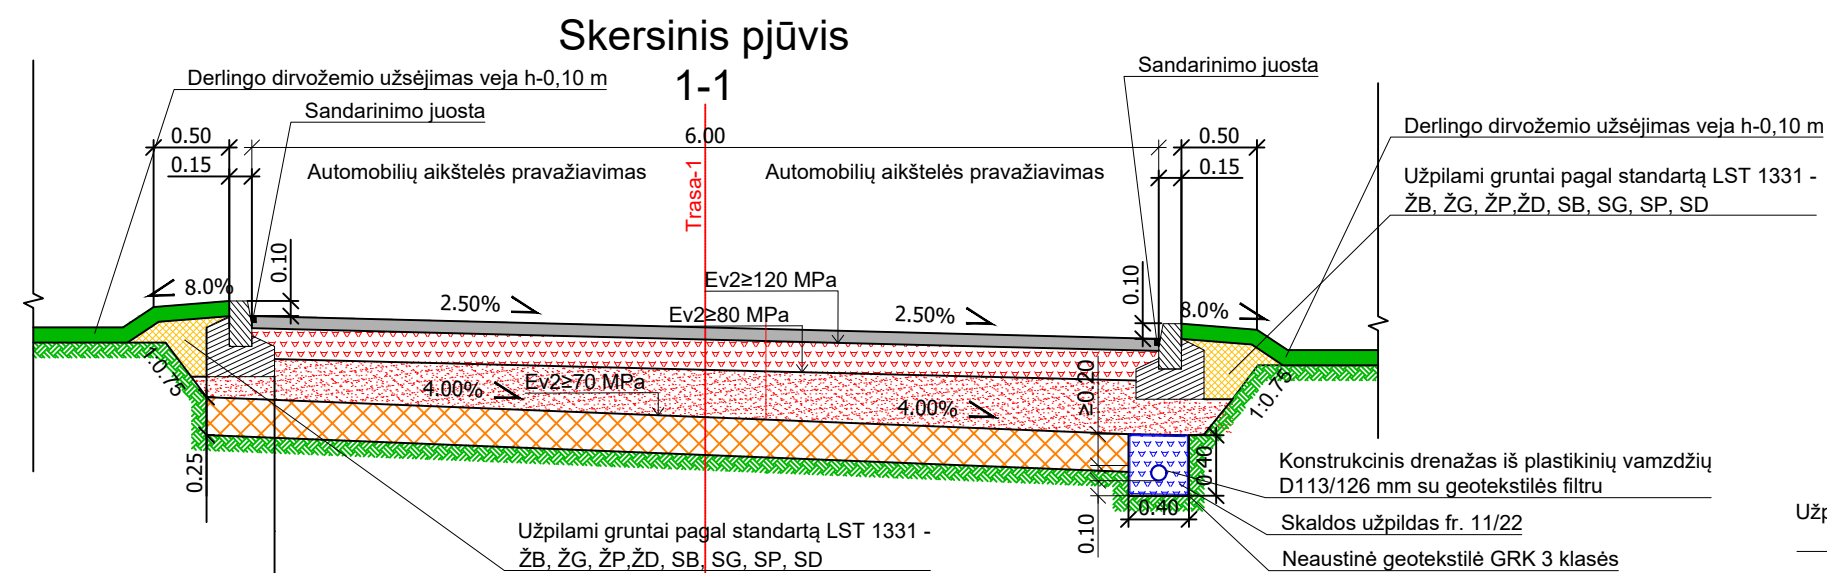 Skersinis pjūvis
1-1
Derlingo dirvožemio užsėjimas veja h-0,10 m
Sandarinimo juosta
Sandarinimo juosta
Derlingo dirvožemio užsėjimas veja h-0,10 m
0.50
6.00
0.50
0.15
Automobilių aikštelės pravažiavimas
Trasa-1
Automobilių aikštelės pravažiavimas
0.15
Užpilami gruntai pagal standartą LST 1331 -
ŽB, ŽG, ŽP,ŽD, SB, SG, SP, SD
8.0%
0.10
2.50%
Ev2≥120 MPa
Ev2≥80 MPa
2.50%
0.10
8.0%
1:0.75
4.00%
Ev2≥70 MPa
4.00%
≥0.20
1:0.75
0.25
0.40
0.40
0.10
Konstrukcinis drenažas iš plastikinių vamzdžių
D113/126 mm su geotekstilės filtru
Skaldos užpildas fr. 11/22
Neaustinė geotekstilė GRK 3 klasės
Užpilami gruntai pagal standartą LST 1331 -
ŽB, ŽG, ŽP,ŽD, SB, SG, SP, SD
Užp